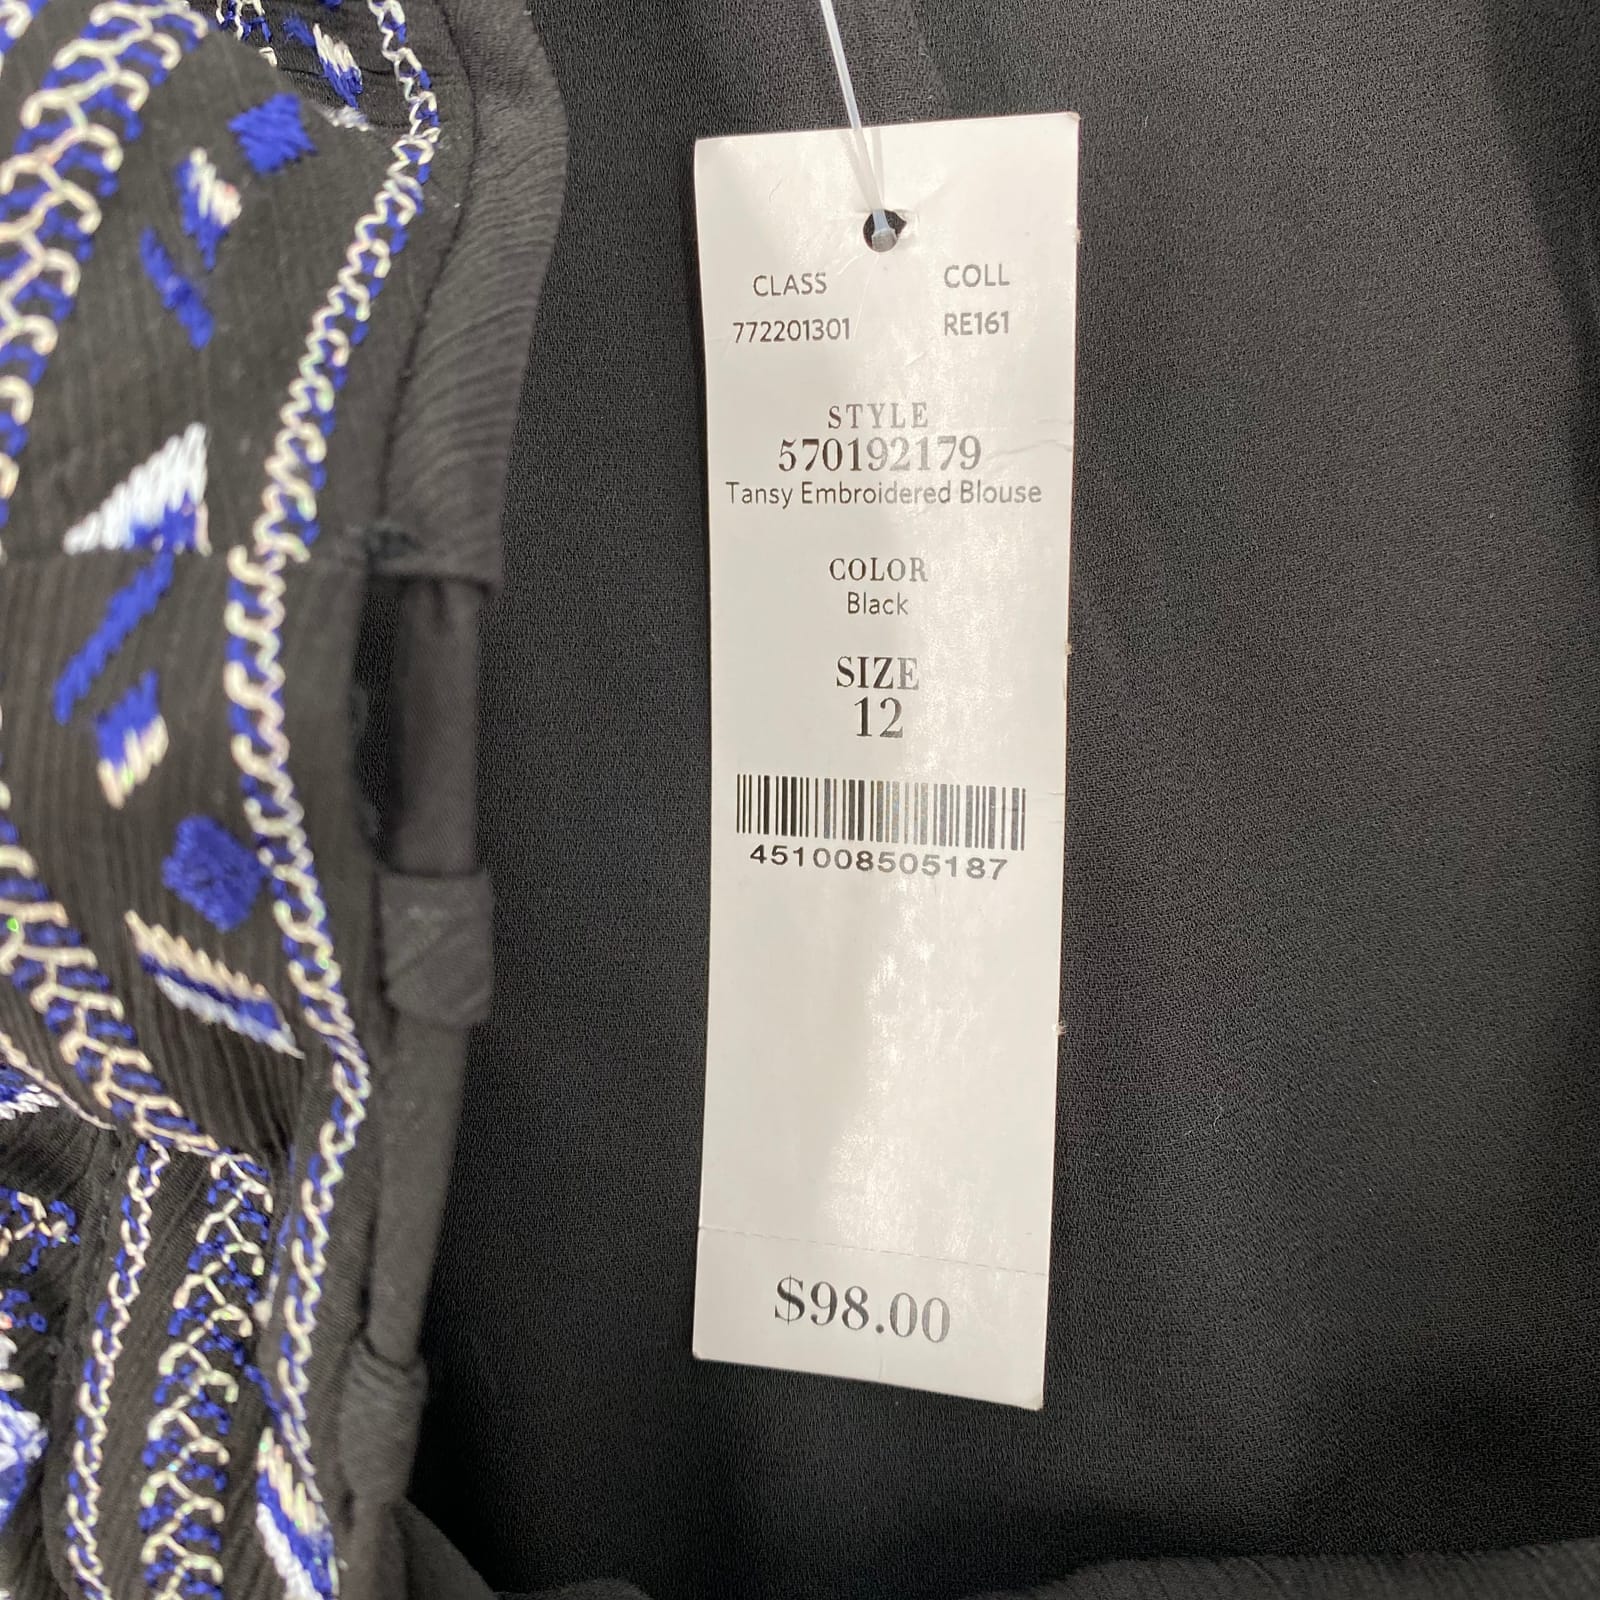 CLASS COLL
772201301 RE161
STYLE
570192179
Tansy Embroidered Blouse
COLOR
Black
SIZE
12
451008505187
$98.00